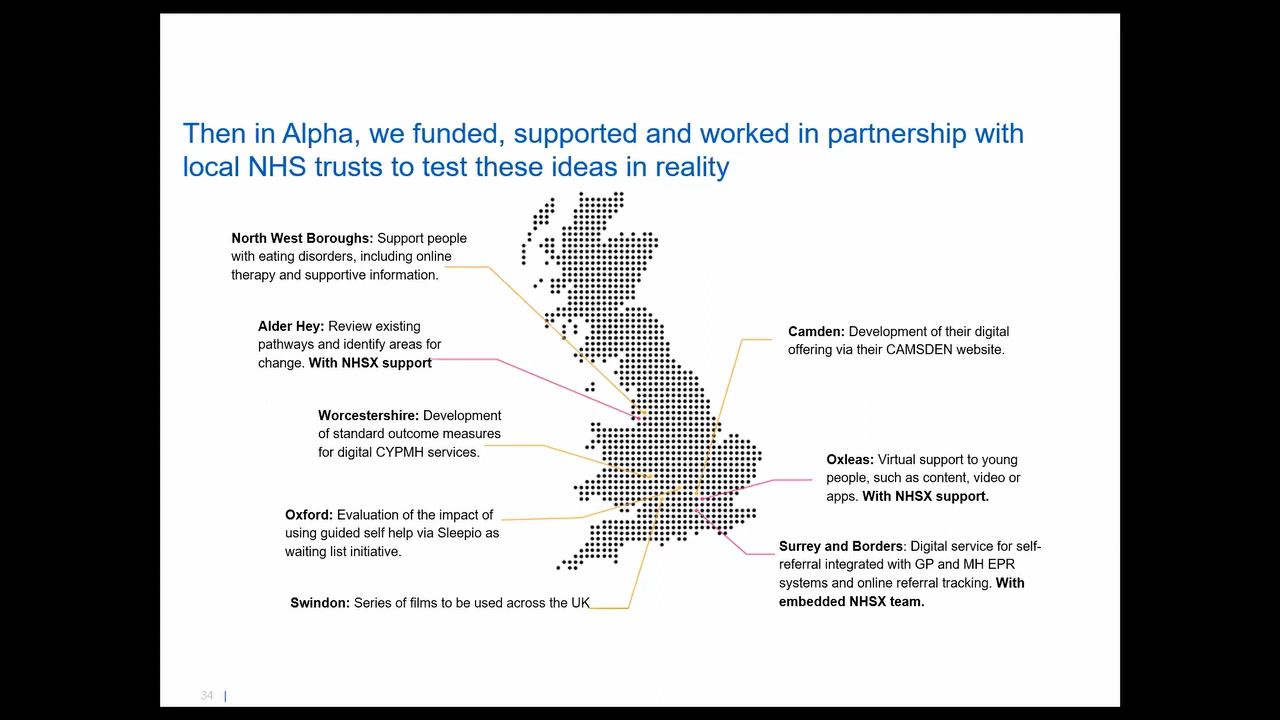 Then in Alpha, we funded, supported and worked in partnership with
local NHS trusts to test these ideas in reality
North West Boroughs: Support people
with eating disorders, including online
therapy and supportive information.
Alder Hey: Review existing
pathways and identify areas for
change. With NHSX support
Worcestershire: Development
of standard outcome measures
for digital CYPMH services.
Oxford: Evaluation of the impact of
using guided self help via Sleepio as
waiting list initiative.
Swindon: Series of films to be used across the UK
Camden: Development of their digital
offering via their CAMSDEN website.
Oxleas: Virtual support to young
people, such as content, video or
apps. With NHSX support.
Surrey and Borders: Digital service for self-
referral integrated with GP and MH EPR
systems and online referral tracking. With
embedded NHSX team.
34 |